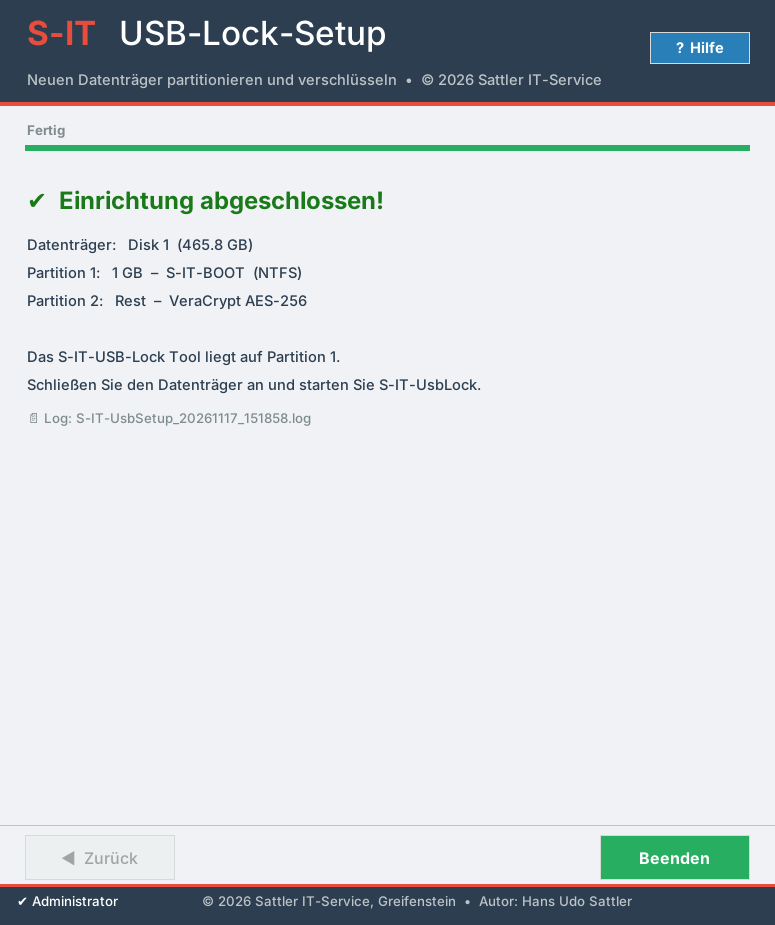 S-IT USB-Lock-Setup
? Hilfe
Neuen Datenträger partitionieren und verschlüsseln • © 2026 Sattler IT-Service
Fertig
✔ Einrichtung abgeschlossen!
Datenträger: Disk 1 (465.8 GB)
Partition 1: 1 GB – S-IT-BOOT (NTFS)
Partition 2: Rest – VeraCrypt AES-256
Das S-IT-USB-Lock Tool liegt auf Partition 1.
Schließen Sie den Datenträger an und starten Sie S-IT-UsbLock.
📄 Log: S-IT-UsbSetup_20261117_151858.log
◀ Zurück
Beenden
✔ Administrator
© 2026 Sattler IT-Service, Greifenstein • Autor: Hans Udo Sattler